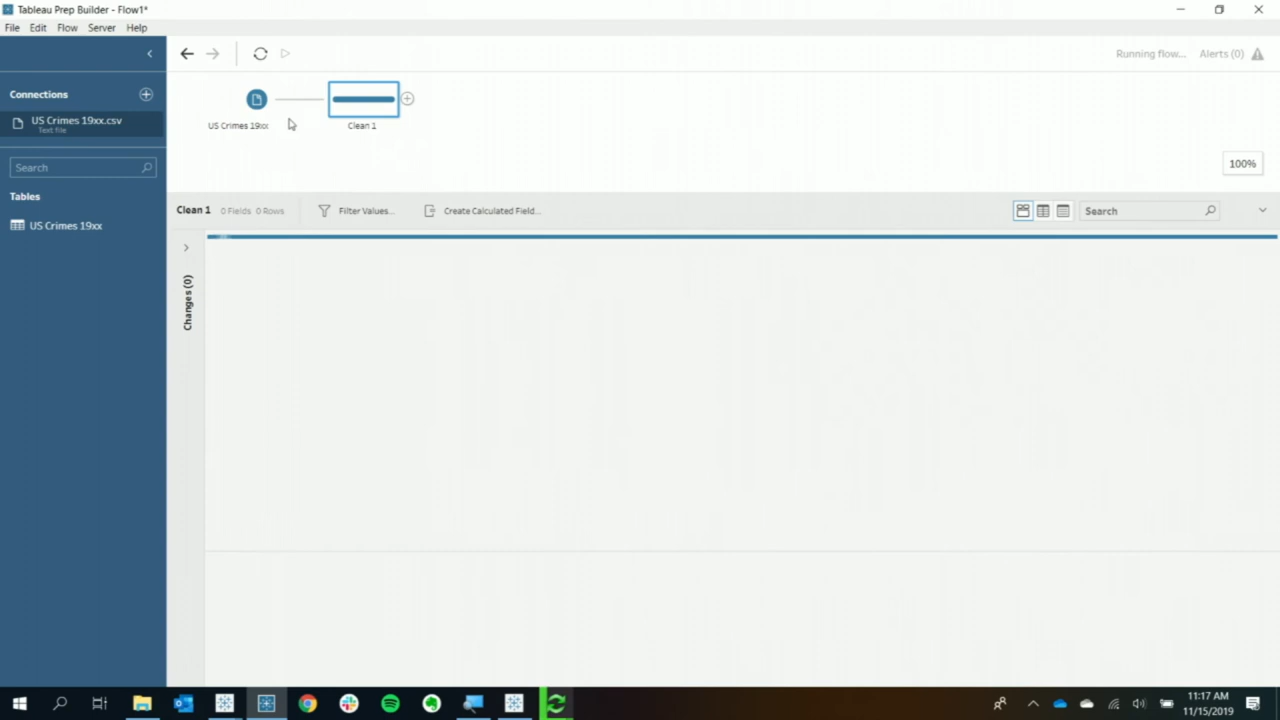 Tableau Prep Builder - Flow1*
File Edit Flow Server Help
Running flow... Alerts (0)
Connections
US Crimes 19xx.csv
Text file
US Crimes 19xx
Clean 1
Search
100%
Tables
US Crimes 19xx
Clean 1 0 Fields 0 Rows Filter Values... Create Calculated Field... Search
Changes (0)
11:17 AM
11/15/2019